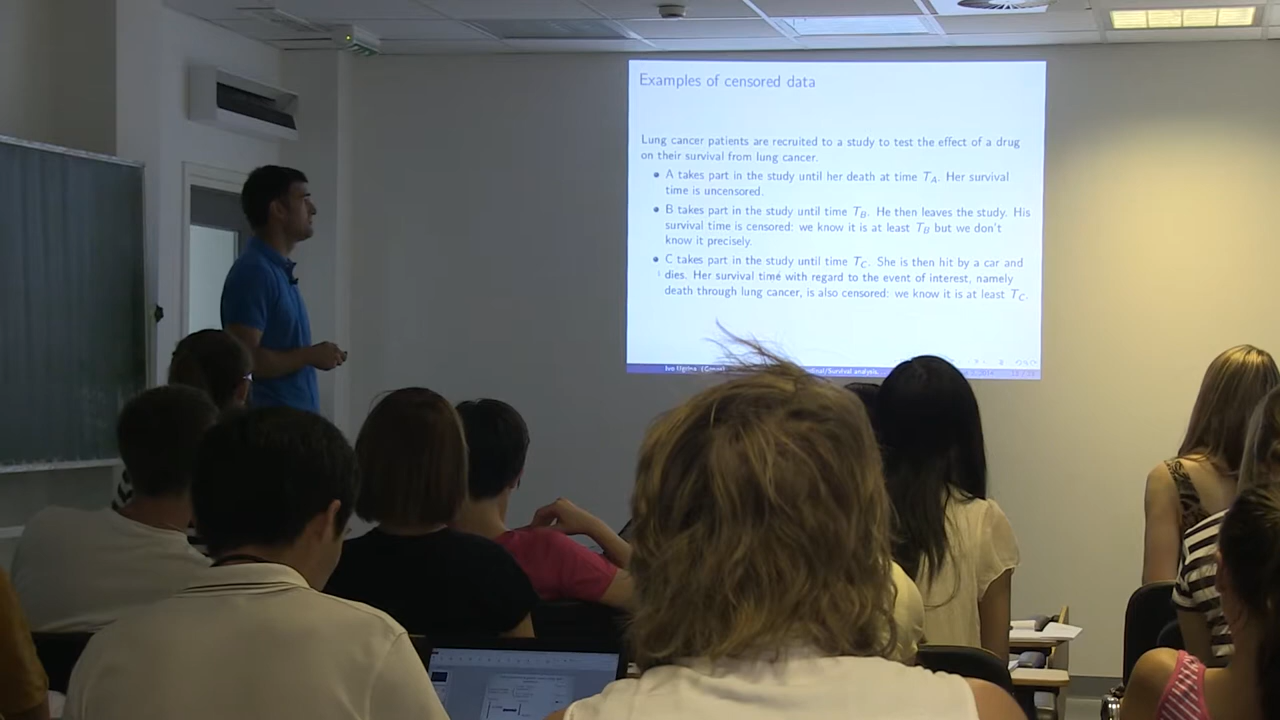 Examples of censored data
Lung cancer patients are recruited to a study to test the effect of a drug
on their survival from lung cancer.
A takes part in the study until her death at time T_A. Her survival
time is uncensored.
B takes part in the study until time T_B. He then leaves the study. His
survival time is censored: we know it is at least T_B but we don't
know it precisely.
C takes part in the study until time T_C. She is then hit by a car and
dies. Her survival time with regard to the event of interest, namely
death through lung cancer, is also censored: we know it is at least T_C.
/Survival analysis